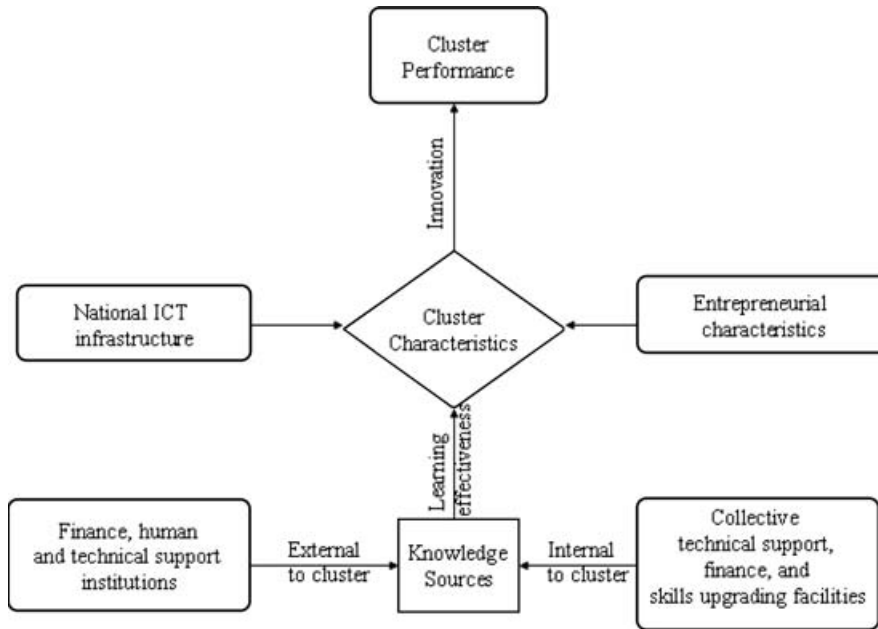 Cluster
Performance
Innovation
National ICT
infrastructure
Cluster
Characteristics
Entrepreneurial
characteristics
Learning
effectiveness
Finance, human
and technical support
institutions
External
to cluster
Knowledge
Sources
Internal
to cluster
Collective
technical support,
finance, and
skills upgrading facilities